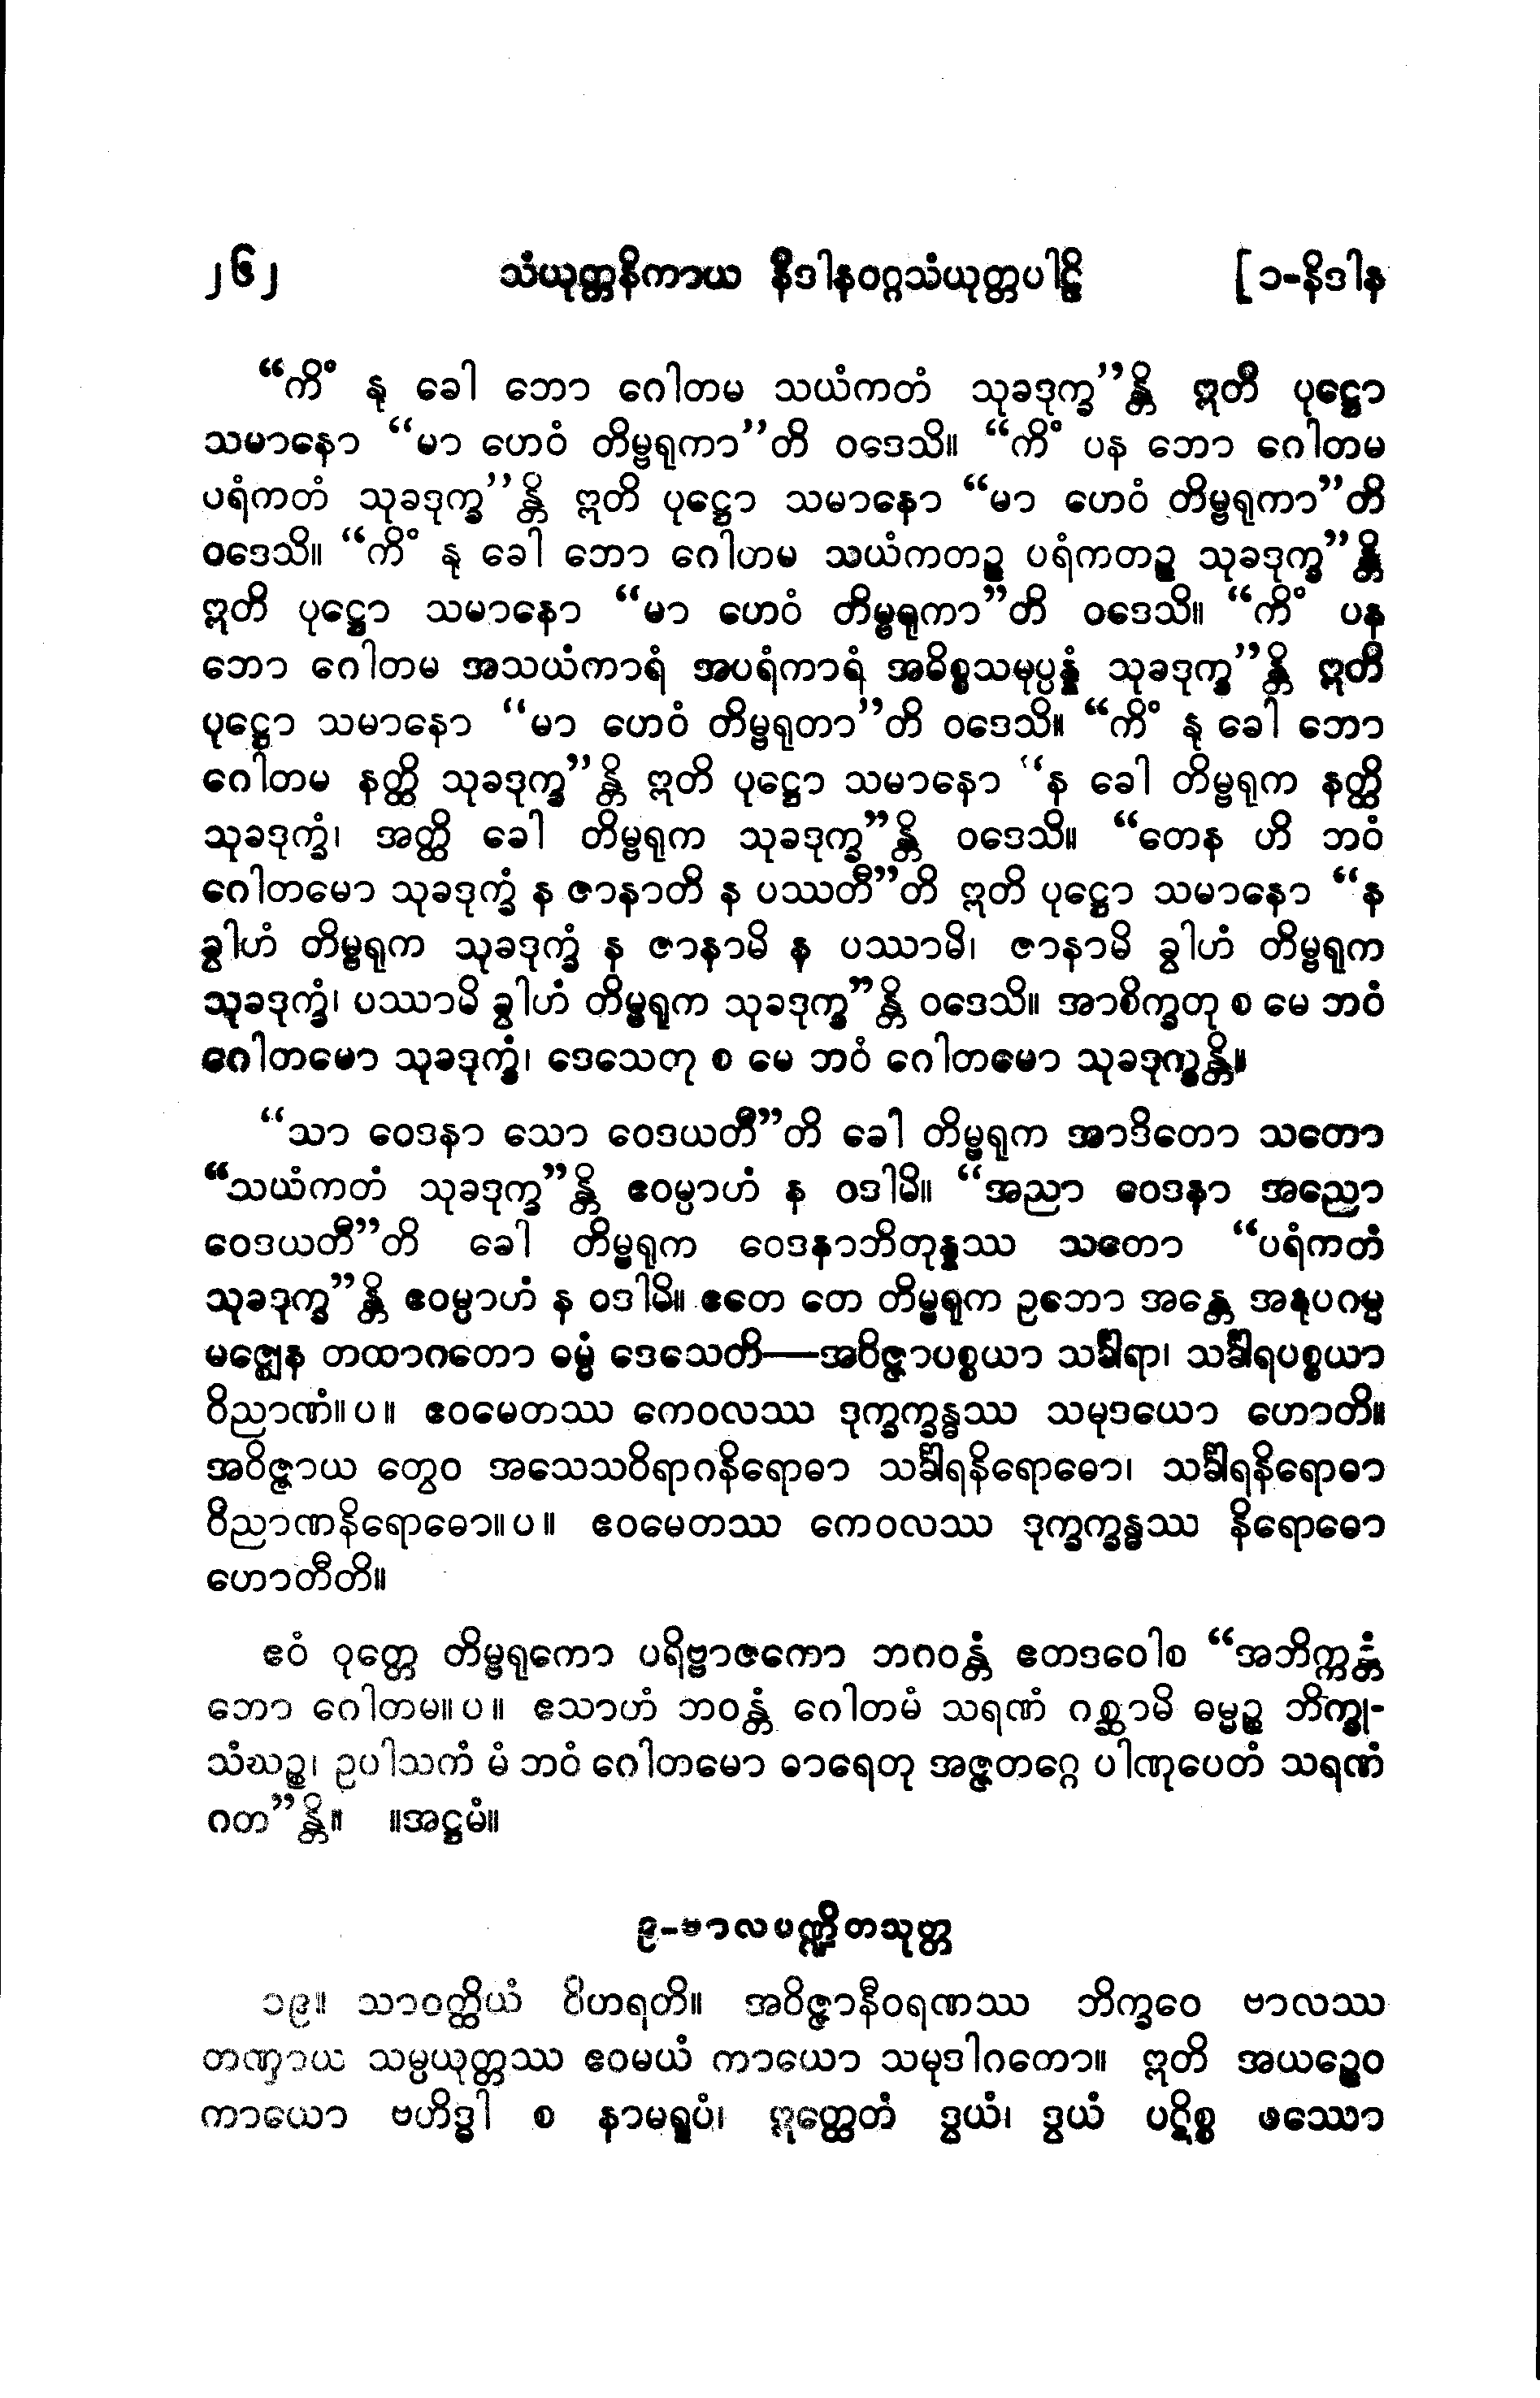 ၂၆၂ သံယုတ္တနိကာယ နိဒါနဝဂ္ဂသံယုတ္တပါဠိ [ ၁-နိဒါန
“ကိံ နု ခေါ ဘော ဂေါတမ သယံကတံ သုခဒုက္ခ”န္တိ ဣတိ ပုဋ္ဌော
သမာနော “မာ ဟေဝံ တိမ္ဗရုကာ”တိ ဝဒေသိ။ “ကိံ ပန ဘော ဂေါတမ
ပရံကတံ သုခဒုက္ခ”န္တိ ဣတိ ပုဋ္ဌော သမာနော “မာ ဟေဝံ တိမ္ဗရုကာ”တိ
ဝဒေသိ။ “ကိံ နု ခေါ ဘော ဂေါတမ သယံကတဉ္စ ပရံကတဉ္စ သုခဒုက္ခ”န္တိ
ဣတိ ပုဋ္ဌော သမာနော “မာ ဟေဝံ တိမ္ဗရုကာ”တိ ဝဒေသိ။ “ကိံ ပန
ဘော ဂေါတမ အသယံကာရံ အပရံကာရံ အဓိစ္စသမုပ္ပန္နံ သုခဒုက္ခ”န္တိ ဣတိ
ပုဋ္ဌော သမာနော “မာ ဟေဝံ တိမ္ဗရုတာ”တိ ဝဒေသိ။ “ကိံ နု ခေါ ဘော
ဂေါတမ နတ္ထိ သုခဒုက္ခ”န္တိ ဣတိ ပုဋ္ဌော သမာနော “န ခေါ တိမ္ဗရုက နတ္ထိ
သုခဒုက္ခံ၊ အတ္ထိ ခေါ တိမ္ဗရုက သုခဒုက္ခ”န္တိ ဝဒေသိ။ “တေန ဟိ ဘဝံ
ဂေါတမော သုခဒုက္ခံ န ဇာနာတိ န ပဿတီ”တိ ဣတိ ပုဋ္ဌော သမာနော “န
ခွါဟံ တိမ္ဗရုက သုခဒုက္ခံ န ဇာနာမိ န ပဿာမိ၊ ဇာနာမိ ခွါဟံ တိမ္ဗရုက
သုခဒုက္ခံ၊ ပဿာမိ ခွါဟံ တိမ္ဗရုက သုခဒုက္ခ”န္တိ ဝဒေသိ။ အာစိက္ခတု စ မေ ဘဝံ
ဂေါတမော သုခဒုက္ခံ၊ ဒေသေတု စ မေ ဘဝံ ဂေါတမော သုခဒုက္ခန္တိ။
“သာ ဝေဒနာ သော ဝေဒယတီ”တိ ခေါ တိမ္ဗရုက အာဒိတော သတော
“သယံကတံ သုခဒုက္ခ”န္တိ ဧဝမ္ပာဟံ န ဝဒါမိ။ “အညာ ဝေဒနာ အညော
ဝေဒယတီ”တိ ခေါ တိမ္ဗရုက ဝေဒနာဘိတုန္နဿ သတော “ပရံကတံ
သုခဒုက္ခ”န္တိ ဧဝမ္ပာဟံ န ဝဒါမိ။ ဧတေ တေ တိမ္ဗရုက ဥဘော အန္တေ အနုပဂမ္မ
မဇ္ဈေန တထာဂတော ဓမ္မံ ဒေသေတိ—အဝိဇ္ဇာပစ္စယာ သင်္ခါရာ၊ သင်္ခါရပစ္စယာ
ဝိညာဏံ။ပ။ ဧဝမေတဿ ကေဝလဿ ဒုက္ခက္ခန္ဓဿ သမုဒယော ဟောတိ။
အဝိဇ္ဇာယ တွေဝ အသေသဝိရာဂနိရောဓာ သင်္ခါရနိရောဓော၊ သင်္ခါရနိရောဓာ
ဝိညာဏနိရောဓော။ပ။ ဧဝမေတဿ ကေဝလဿ ဒုက္ခက္ခန္ဓဿ နိရောဓော
ဟောတီတိ။
ဧဝံ ဝုတ္တေ တိမ္ဗရုကော ပရိဗ္ဗာဇကော ဘဂဝန္တံ ဧတဒဝေါစ “အဘိက္ကန္တံ
ဘော ဂေါတမ။ပ။ ဧသာဟံ ဘဝန္တံ ဂေါတမံ သရဏံ ဂစ္ဆာမိ ဓမ္မဉ္စ ဘိက္ခု-
သံဃဉ္စ၊ ဥပါသကံ မံ ဘဝံ ဂေါတမော ဓာရေတု အဇ္ဇတဂ္ဂေ ပါဏုပေတံ သရဏံ
ဂတ”န္တိ။ ။အဋ္ဌမံ။
၉-ဗာလပဏ္ဍိတသုတ္တ
၁၉။ သာဝတ္ထိယံ ဝိဟရတိ။ အဝိဇ္ဇာနီဝရဏဿ ဘိက္ခဝေ ဗာလဿ
တဏှာယ သမ္ပယုတ္တဿ ဧဝမယံ ကာယော သမုဒါဂတော။ ဣတိ အယဉ္စေဝ
ကာယော ဗဟိဒ္ဓါ စ နာမရူပံ၊ ဣတ္ထေတံ ဒွယံ၊ ဒွယံ ပဋိစ္စ ဖဿော